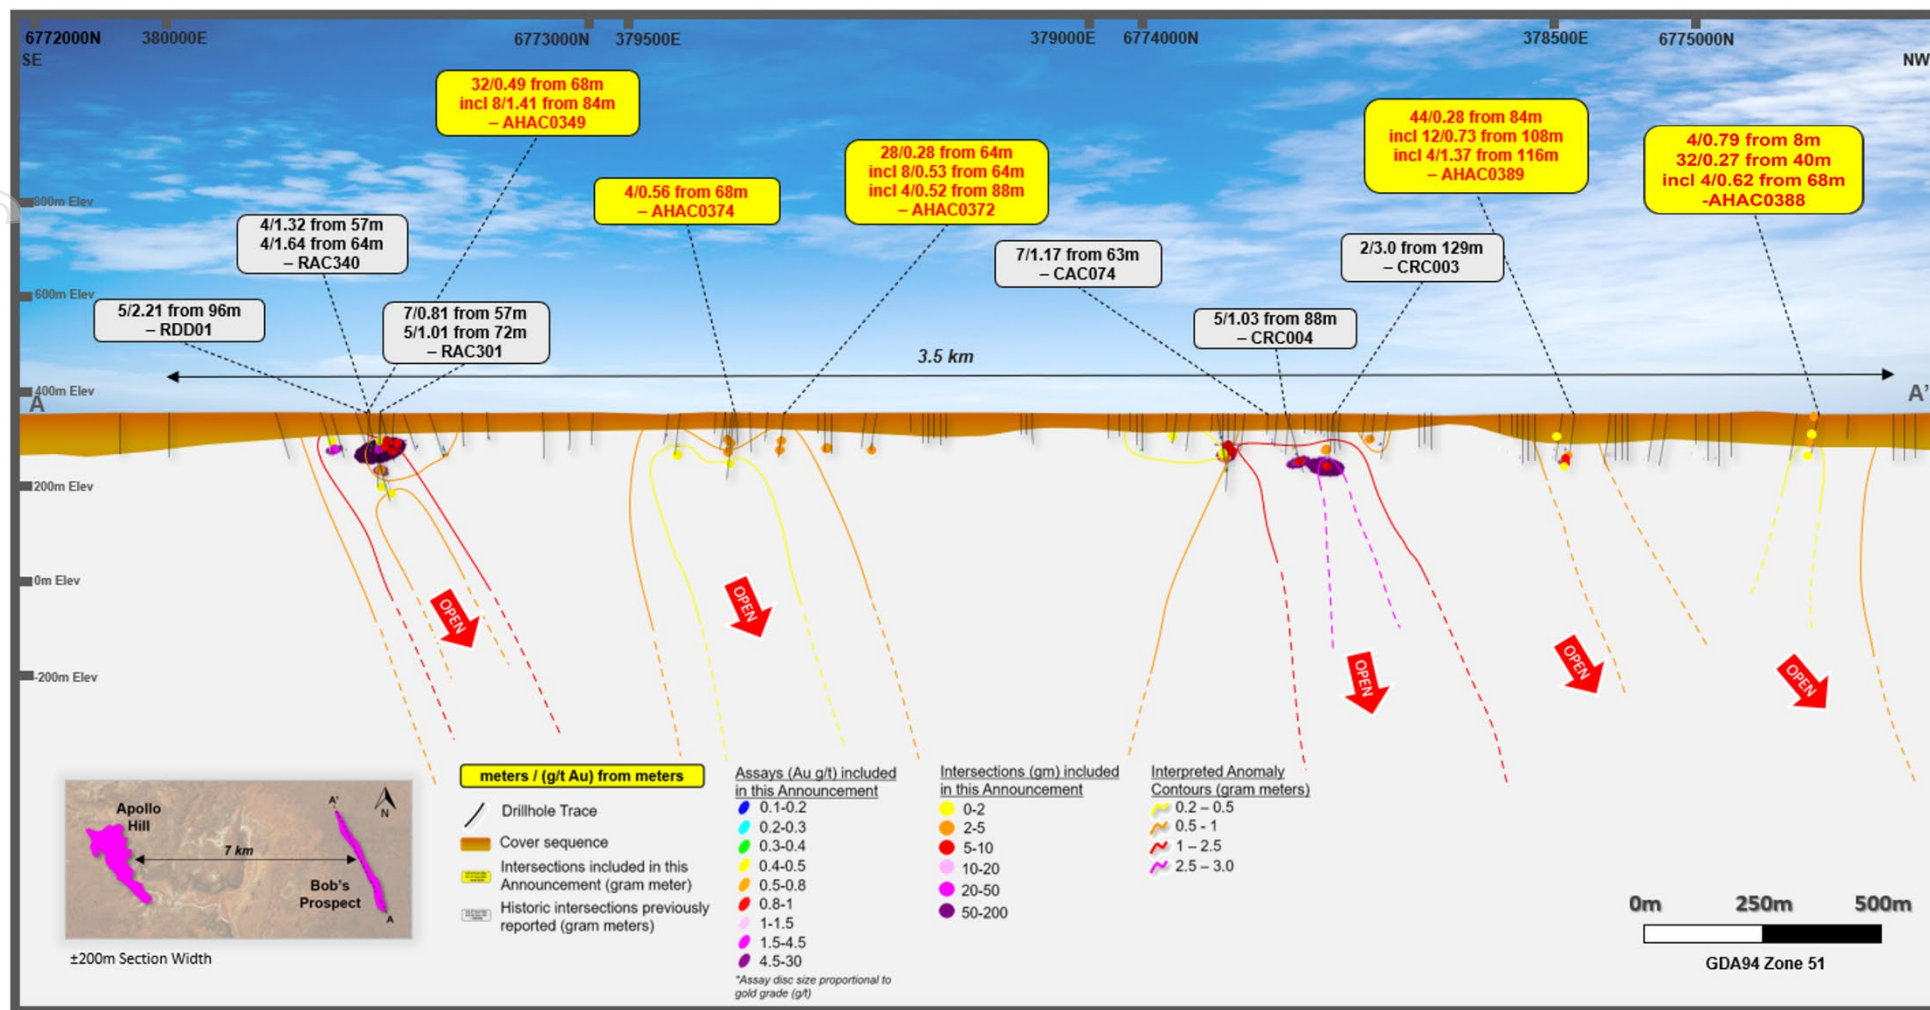 6772000N
380000E
6773000N
379500E
379000E
6774000N
378500E
6775000N
SE
NW
32/0.49 from 68m
incl 8/1.41 from 84m
– AHAC0349
44/0.28 from 84m
incl 12/0.73 from 108m
incl 4/1.37 from 116m
– AHAC0389
4/0.79 from 8m
32/0.27 from 40m
incl 4/0.62 from 68m
-AHAC0388
28/0.28 from 64m
incl 8/0.53 from 64m
incl 4/0.52 from 88m
– AHAC0372
4/0.56 from 68m
– AHAC0374
800m Elev
4/1.32 from 57m
4/1.64 from 64m
– RAC340
7/1.17 from 63m
– CAC074
2/3.0 from 129m
– CRC003
600m Elev
5/2.21 from 96m
– RDD01
7/0.81 from 57m
5/1.01 from 72m
– RAC301
5/1.03 from 88m
– CRC004
3.5 km
400m Elev
A
A'
200m Elev
0m Elev
OPEN
OPEN
OPEN
OPEN
OPEN
-200m Elev
Apollo
Hill
7 km
Bob's
Prospect
A'
A
N
±200m Section Width
meters / (g/t Au) from meters
Drillhole Trace
Cover sequence
Intersections included in this
Announcement (gram meter)
Historic intersections previously
reported (gram meters)
Assays (Au g/t) included
in this Announcement
0.1-0.2
0.2-0.3
0.3-0.4
0.4-0.5
0.5-0.8
0.8-1
1-1.5
1.5-4.5
4.5-30
*Assay disc size proportional to
gold grade (g/t)
Intersections (gm) included
in this Announcement
0-2
2-5
5-10
10-20
20-50
50-200
Interpreted Anomaly
Contours (gram meters)
0.2 – 0.5
0.5 - 1
1 – 2.5
2.5 – 3.0
0m
250m
500m
GDA94 Zone 51